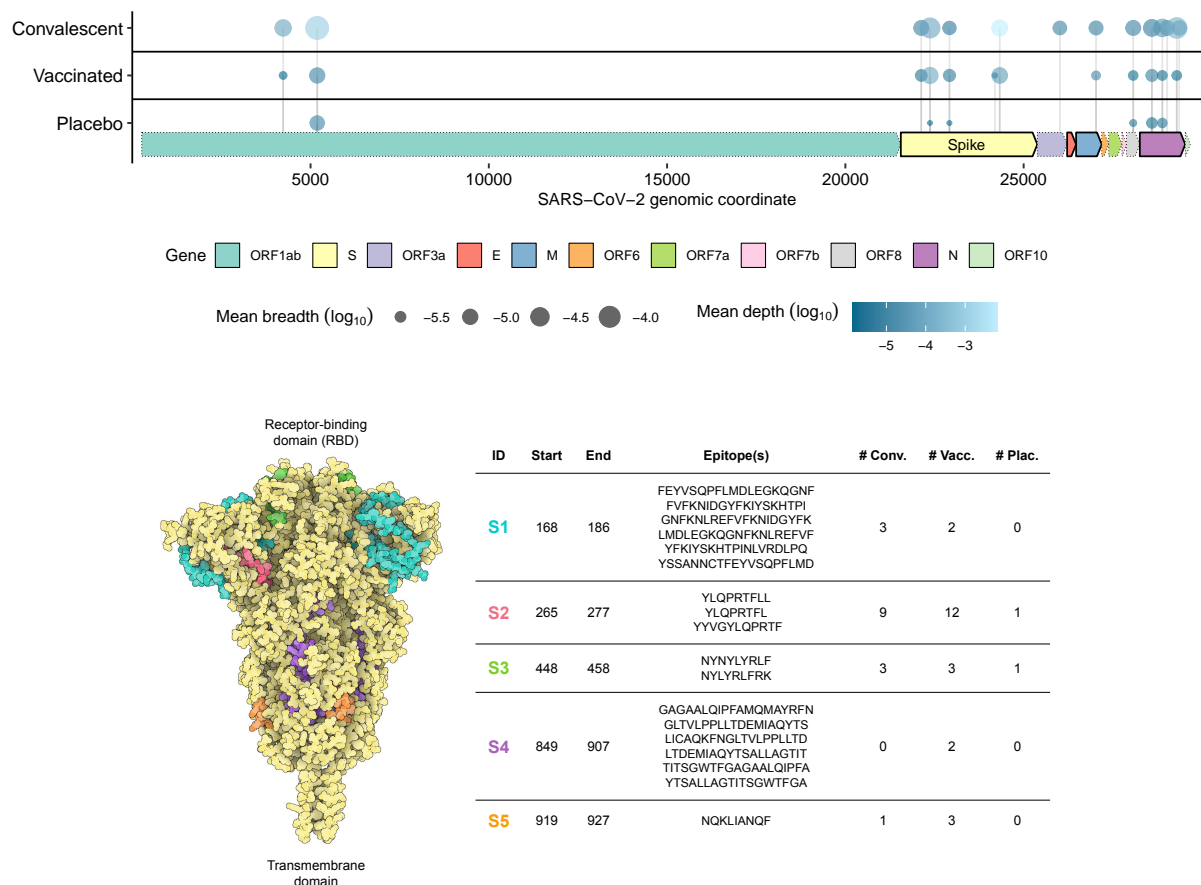 Convalescent
Vaccinated
Placebo
Spike
5000 10000 15000 20000 25000
SARS−CoV−2 genomic coordinate
Gene ORF1ab S ORF3a E M ORF6 ORF7a ORF7b ORF8 N ORF10
Mean breadth (log10) −5.5 −5.0 −4.5 −4.0 Mean depth (log10)
−5 −4 −3
Receptor-binding
domain (RBD)
ID Start End Epitope(s) # Conv. # Vacc. # Plac.
FEYVSQPFLMDLEGKQGNF
FVFKNIDGYFKIYSKHTPI
GNFKNLREFVFKNIDGYFK
S1 168 186 3 2 0
LMDLEGKQGNFKNLREFVF
YFKIYSKHTPINLVRDLPQ
YSSANNCTFEYVSQPFLMD
YLQPRTFLL
S2 265 277 YLQPRTFL 9 12 1
YYVGYLQPRTF
NYNYLYRLF
S3 448 458 3 3 1
NYLYRLFRK
GAGAALQIPFAMQMAYRFN
GLTVLPPLLTDEMIAQYTS
LICAQKFNGLTVLPPLLTD
S4 849 907 0 2 0
LTDEMIAQYTSALLAGTIT
TITSGWTFGAGAALQIPFA
YTSALLAGTITSGWTFGA
S5 919 927 NQKLIANQF 1 3 0
Transmembrane
domain